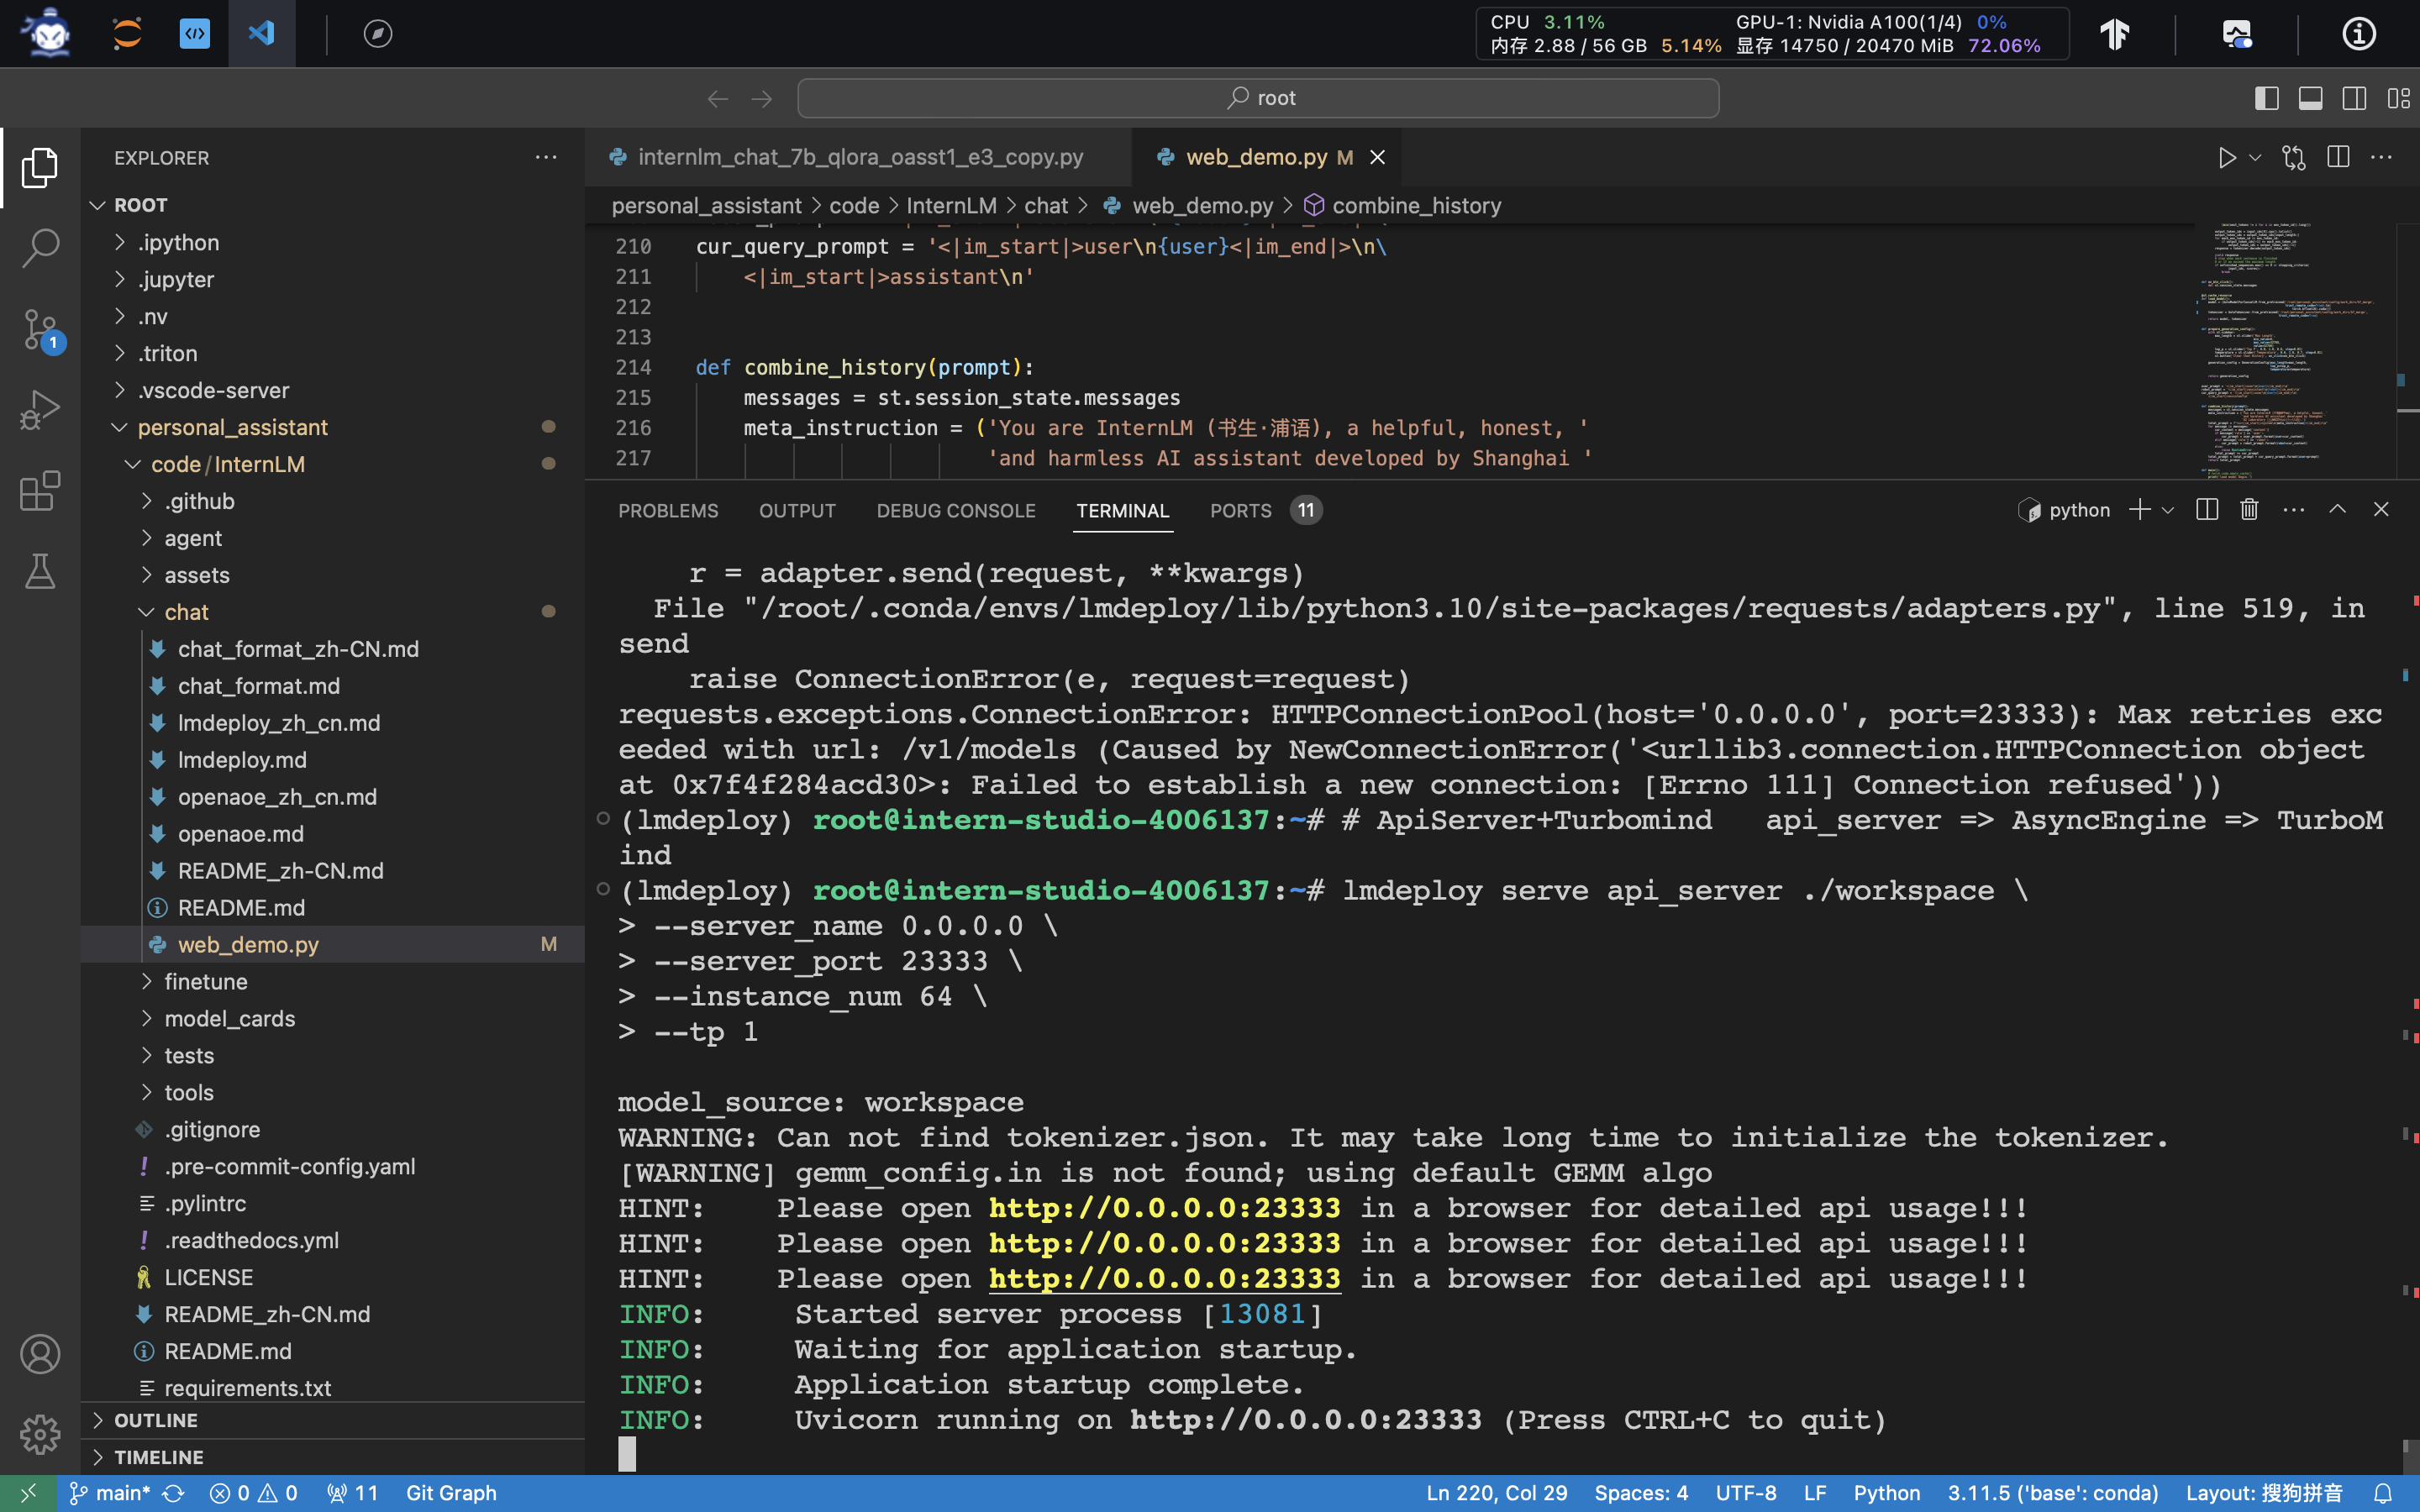 CPU 3.11%
GPU-1: Nvidia A100(1/4) 0%
内存 2.88 / 56 GB 5.14%
显存 14750 / 20470 MiB 72.06%
root
EXPLORER
ROOT
.ipython
.jupyter
.nv
.triton
.vscode-server
personal_assistant
code/InternLM
.github
agent
assets
chat
chat_format_zh-CN.md
chat_format.md
lmdeploy_zh_cn.md
lmdeploy.md
openaoe_zh_cn.md
openaoe.md
README_zh-CN.md
README.md
web_demo.py M
finetune
model_cards
tests
tools
.gitignore
.pre-commit-config.yaml
.pylintrc
.readthedocs.yml
LICENSE
README_zh-CN.md
README.md
requirements.txt
OUTLINE
TIMELINE
1
internlm_chat_7b_qlora_oasst1_e3_copy.py
web_demo.py M
personal_assistant > code > InternLM > chat > web_demo.py > combine_history
210 cur_query_prompt = '<|im_start|>user\n{user}<|im_end|>\n\
211 <|im_start|>assistant\n'
212
213
214 def combine_history(prompt):
215 messages = st.session_state.messages
216 meta_instruction = ('You are InternLM (书生·浦语), a helpful, honest, '
217 'and harmless AI assistant developed by Shanghai '
PROBLEMS OUTPUT DEBUG CONSOLE TERMINAL PORTS 11
python
r = adapter.send(request, **kwargs)
File "/root/.conda/envs/lmdeploy/lib/python3.10/site-packages/requests/adapters.py", line 519, in
send
raise ConnectionError(e, request=request)
requests.exceptions.ConnectionError: HTTPConnectionPool(host='0.0.0.0', port=23333): Max retries exc
eeded with url: /v1/models (Caused by NewConnectionError('<urllib3.connection.HTTPConnection object
at 0x7f4f284acd30>: Failed to establish a new connection: [Errno 111] Connection refused'))
(lmdeploy) root@intern-studio-4006137:~# # ApiServer+Turbomind   api_server => AsyncEngine => TurboM
ind
(lmdeploy) root@intern-studio-4006137:~# lmdeploy serve api_server ./workspace \
> --server_name 0.0.0.0 \
> --server_port 23333 \
> --instance_num 64 \
> --tp 1
model_source: workspace
WARNING: Can not find tokenizer.json. It may take long time to initialize the tokenizer.
[WARNING] gemm_config.in is not found; using default GEMM algo
HINT:    Please open http://0.0.0.0:23333 in a browser for detailed api usage!!!
HINT:    Please open http://0.0.0.0:23333 in a browser for detailed api usage!!!
HINT:    Please open http://0.0.0.0:23333 in a browser for detailed api usage!!!
INFO:     Started server process [13081]
INFO:     Waiting for application startup.
INFO:     Application startup complete.
INFO:     Uvicorn running on http://0.0.0.0:23333 (Press CTRL+C to quit)
main* 0 0 11 Git Graph
Ln 220, Col 29 Spaces: 4 UTF-8 LF Python 3.11.5 ('base': conda) Layout: 搜狗拼音